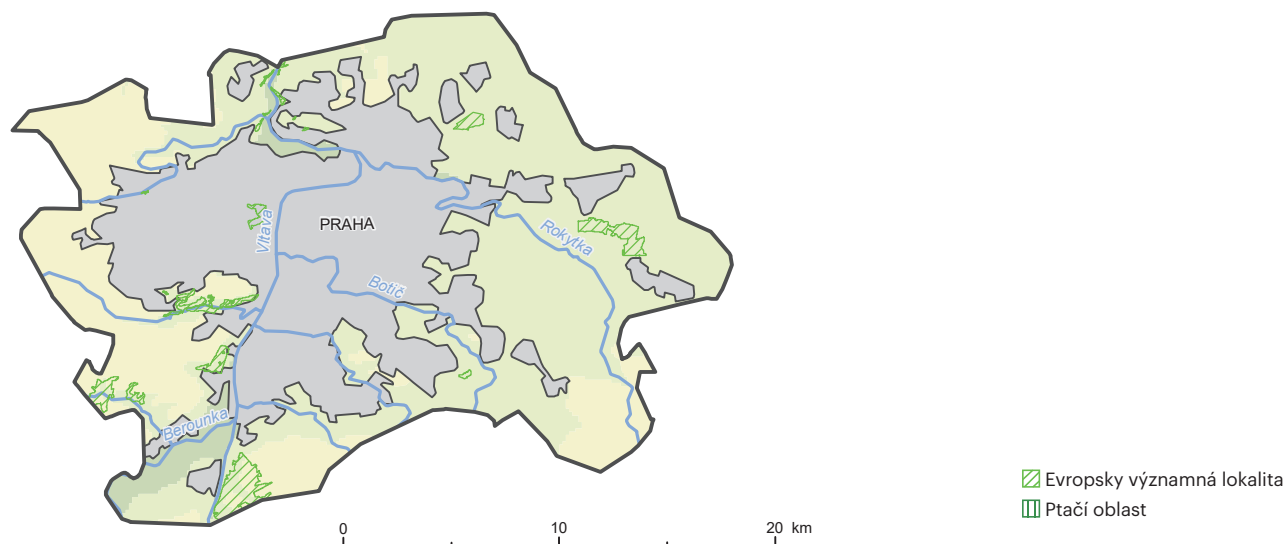 PRAHA
Vltava
Rokytka
Botič
Berounka
Evropsky významná lokalita
Ptačí oblast
0 10 20 km